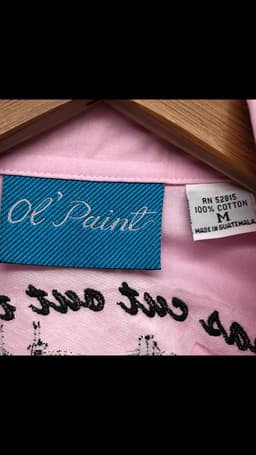 Ol' Paint
RN 52815
100% COTTON
M
MADE IN GUATEMALA
cut out